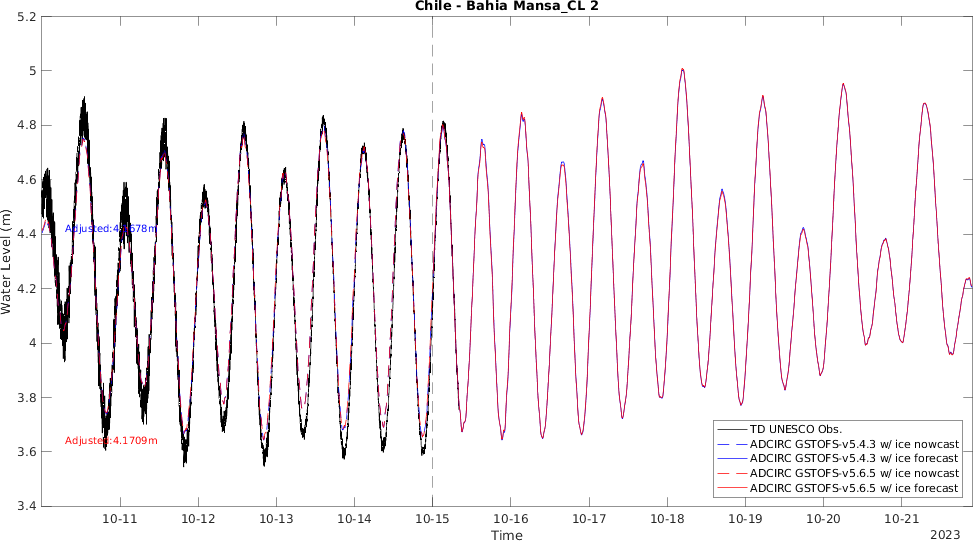 Chile - Bahia Mansa_CL 2
5.2
5
4.8
4.6
4.4
4.2
4
3.8
3.6
3.4
Water Level (m)
Adjusted:4.1709m
TD UNESCO Obs.
ADCIRC GSTOFS-v5.4.3 w/ ice nowcast
ADCIRC GSTOFS-v5.4.3 w/ ice forecast
ADCIRC GSTOFS-v5.6.5 w/ ice nowcast
ADCIRC GSTOFS-v5.6.5 w/ ice forecast
10-11 10-12 10-13 10-14 10-15 10-16 10-17 10-18 10-19 10-20 10-21
Time
2023